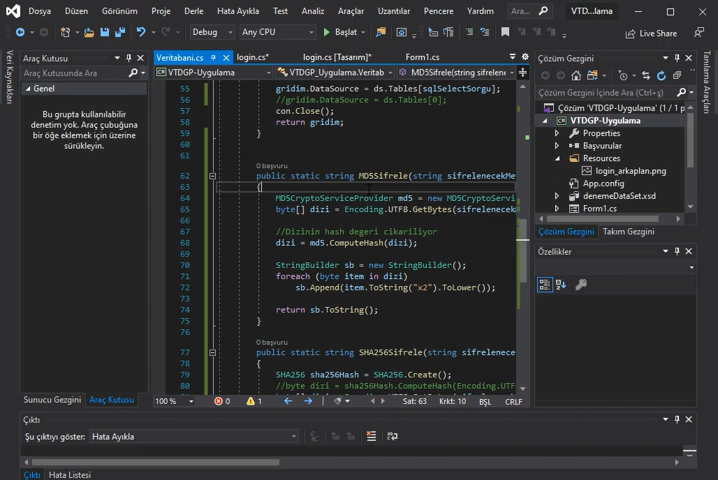 Dosya Düzen Görünüm Proje Derle Hata Ayıkla Test Analiz Araçlar Uzantılar Pencere Yardım Ara... VTD...lama
Debug Any CPU Başlat Live Share
Veri Kaynakları
Araç Kutusu
Araç Kutusunda Ara
Genel
Bu grupta kullanılabilir
denetim yok. Araç çubuğuna
bir öğe eklemek için üzerine
sürükleyin.
Sunucu Gezgini Araç Kutusu
Veritabani.cs login.cs* login.cs [Tasarım]* Form1.cs
VTDGP-Uygulama VTDGP_Uygulama.Veritab MD5Sifrele(string sifrelene
55 gridim.DataSource = ds.Tables[sqlSelectSorgu];
56 //gridim.DataSource = ds.Tables[0];
57 con.Close();
58 return gridim;
59 }
60
61
0 başvuru
62 public static string MD5Sifrele(string sifrelenecekMe
63 {
64 MD5CryptoServiceProvider md5 = new MD5CryptoServi
65 byte[] dizi = Encoding.UTF8.GetBytes(sifrelenecek
66
67 //Dizinin hash degeri cikariliyor
68 dizi = md5.ComputeHash(dizi);
69
70 StringBuilder sb = new StringBuilder();
71 foreach (byte item in dizi)
72 sb.Append(item.ToString("x2").ToLower());
73
74 return sb.ToString();
75 }
76
0 başvuru
77 public static string SHA256Sifrele(string sifrelenece
78 {
79 SHA256 sha256Hash = SHA256.Create();
80 //byte dizi = sha256Hash.ComputeHash(Encoding.UTF
100 % 0 1 Sat: 63 Krkt: 10 BŞL CRLF
Çözüm Gezgini
Çözüm Gezgini İçinde Ara (Ctrl+ş)
Çözüm 'VTDGP-Uygulama' (1 / 1 p
VTDGP-Uygulama
Properties
Başvurular
Resources
login_arkaplan.png
App.config
denemeDataSet.xsd
Form1.cs
Çözüm Gezgini Takım Gezgini
Özellikler
Tanılama Araçları
Çıktı
Şu çıktıyı göster: Hata Ayıkla
Çıktı Hata Listesi